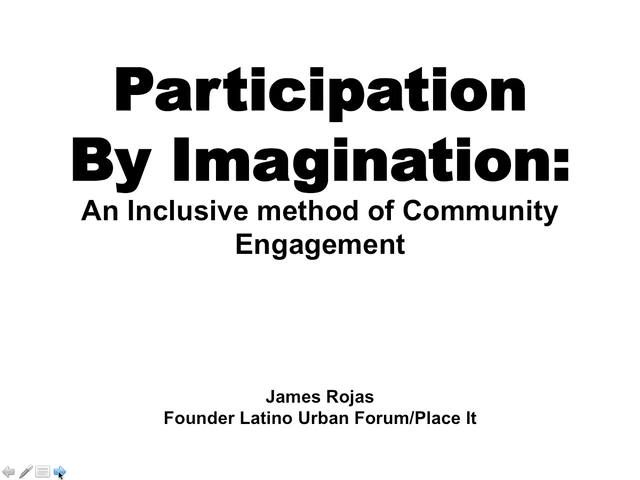 Participation
By Imagination:
An Inclusive method of Community
Engagement
James Rojas
Founder Latino Urban Forum/Place It